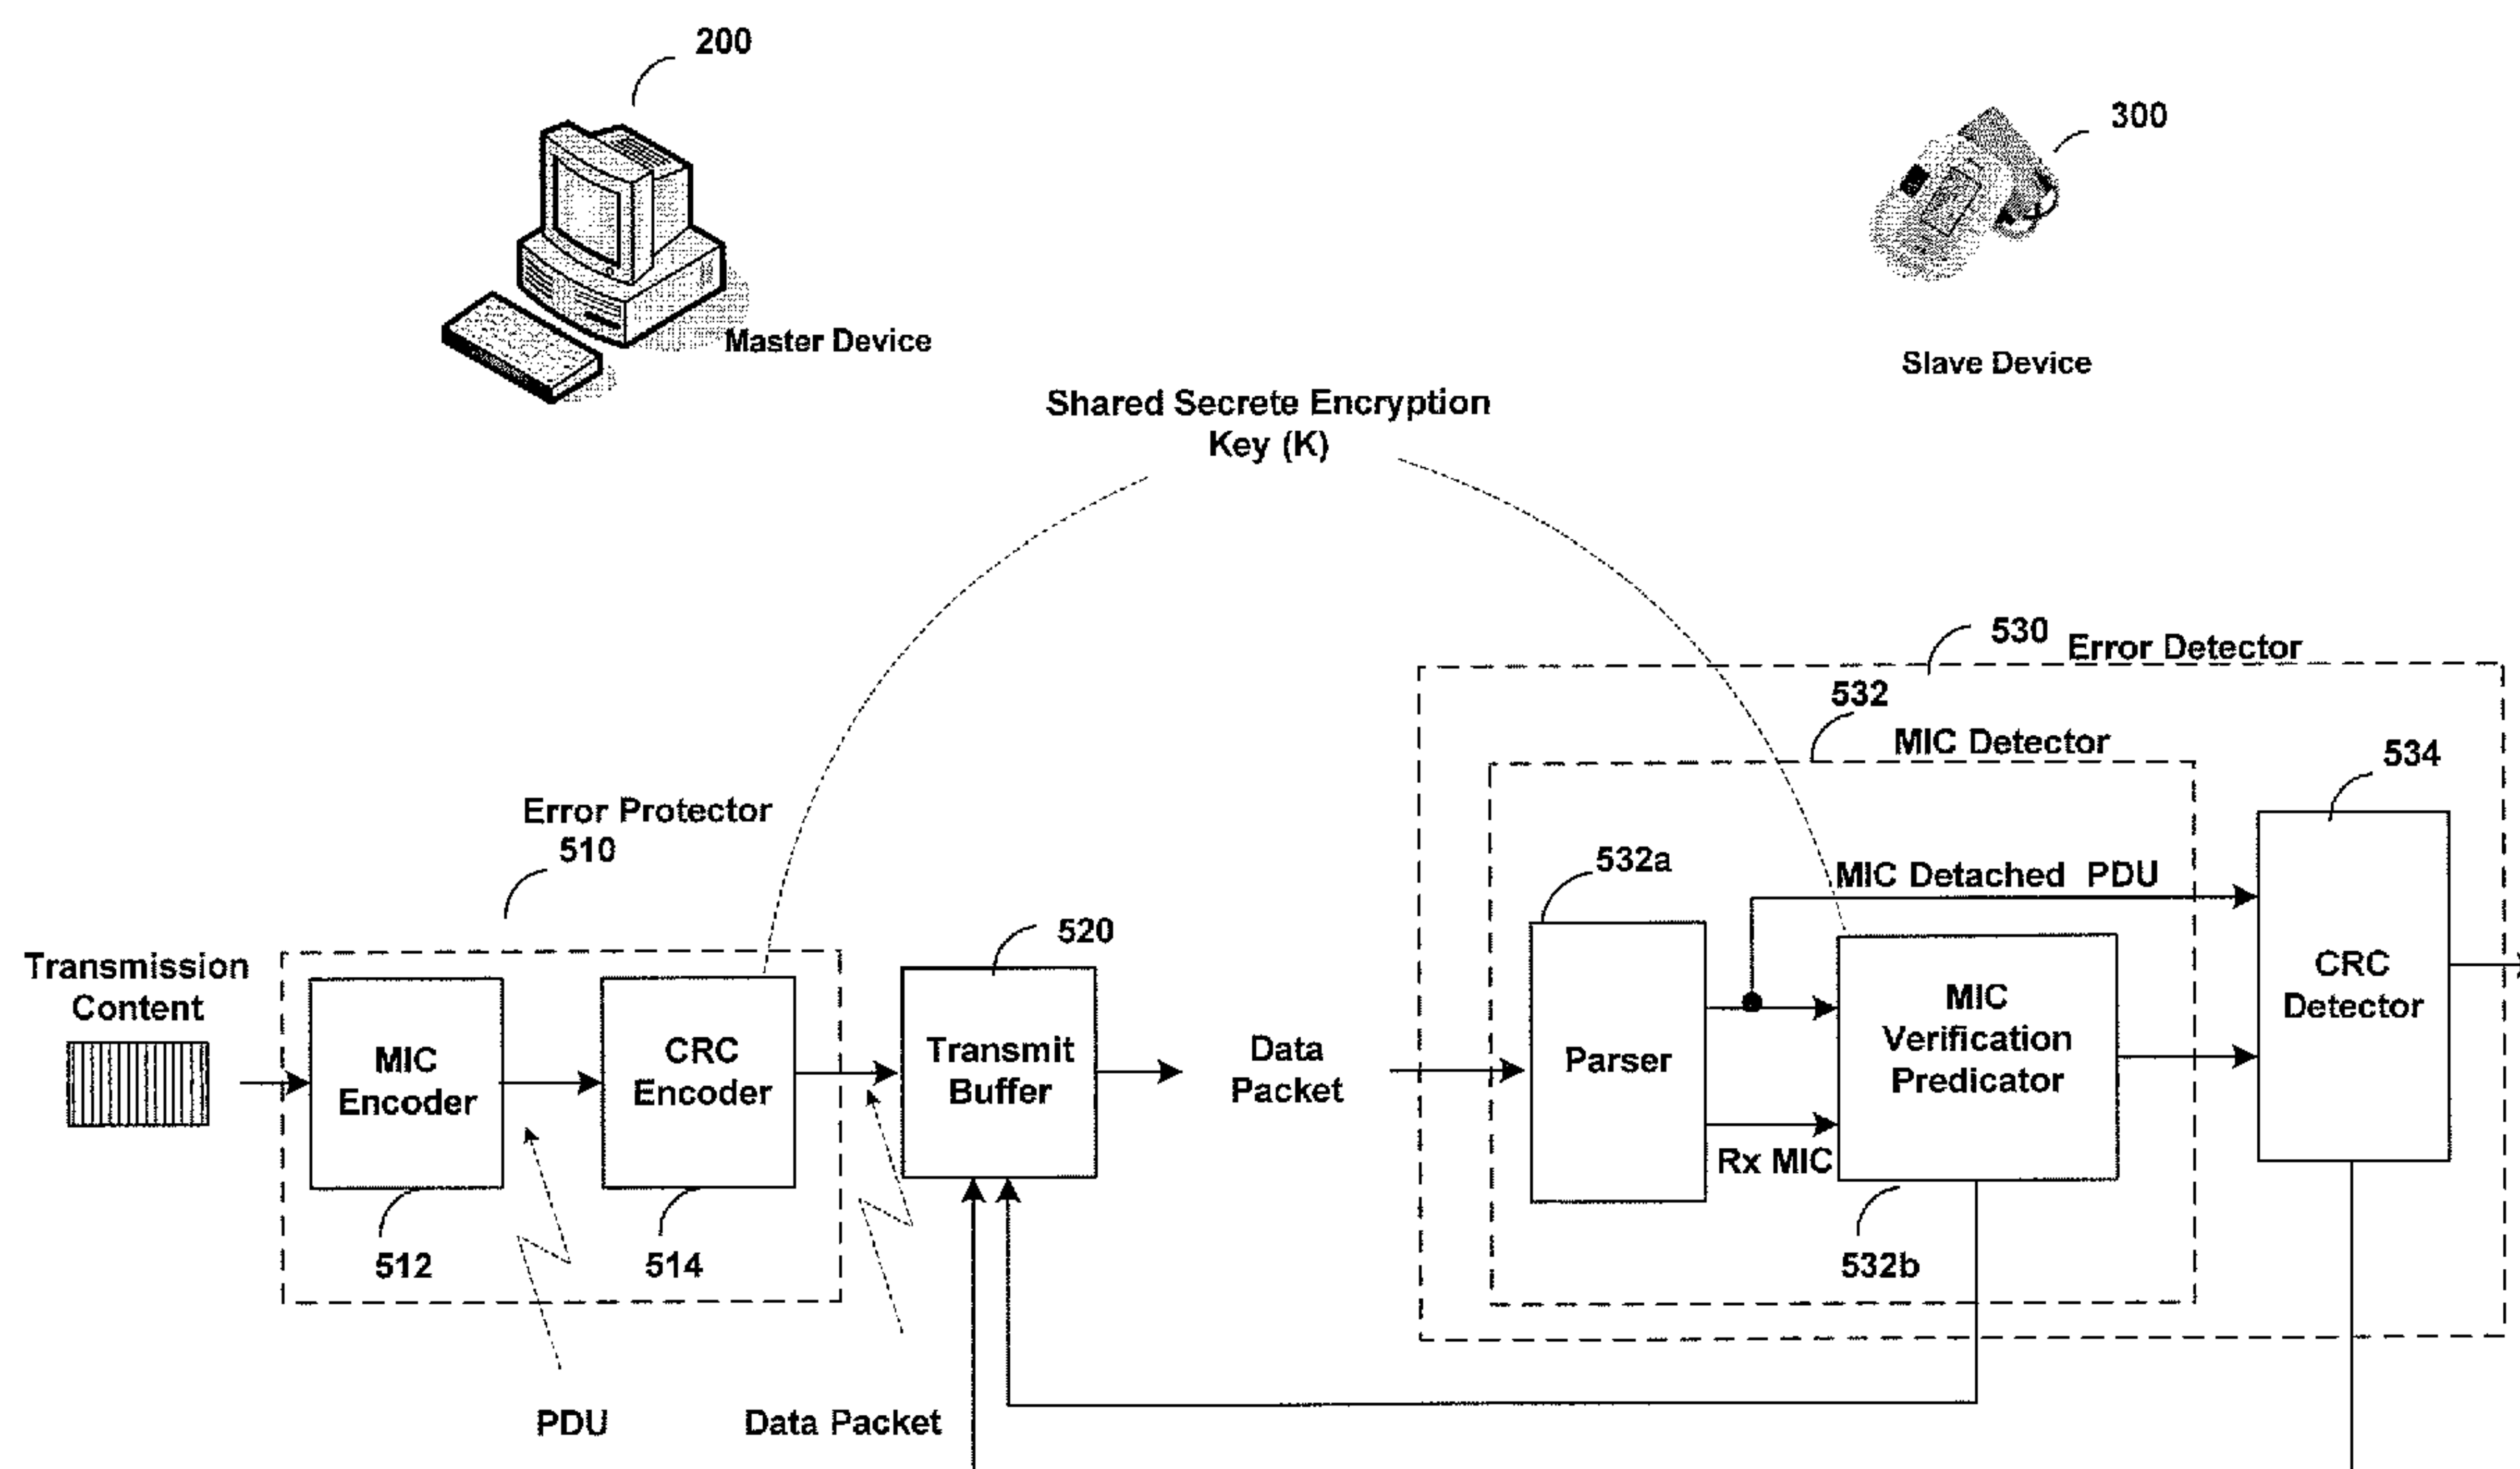 200
300
Master Device
Slave Device
Shared Secrete Encryption
Key (K)
530
Error Detector
532
MIC Detector
534
Error Protector
510
532a
MIC Detached PDU
520
Transmission
Content
MIC
Encoder
CRC
Encoder
Transmit
Buffer
Data
Packet
Parser
Rx MIC
MIC
Verification
Predicator
CRC
Detector
512
514
532b
PDU
Data Packet